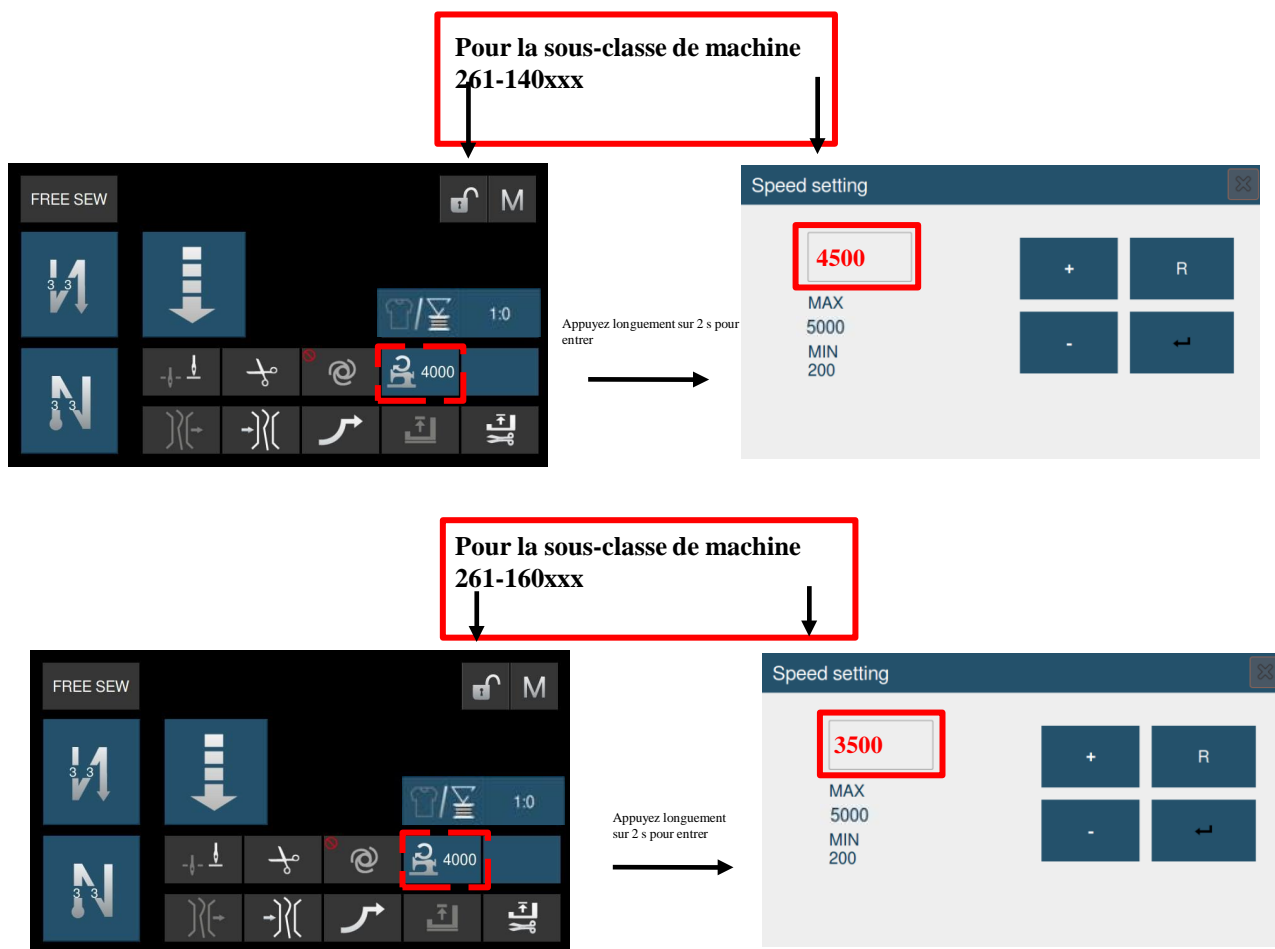 Pour la sous-classe de machine
261-140xxx
FREE SEW
M
3 3
1:0
4000
3 3
Appuyez longuement sur 2 s pour
entrer
Speed setting
4500
MAX
5000
MIN
200
+
R
-
Pour la sous-classe de machine
261-160xxx
FREE SEW
M
3 3
1:0
4000
3 3
Appuyez longuement
sur 2 s pour entrer
Speed setting
3500
MAX
5000
MIN
200
+
R
-